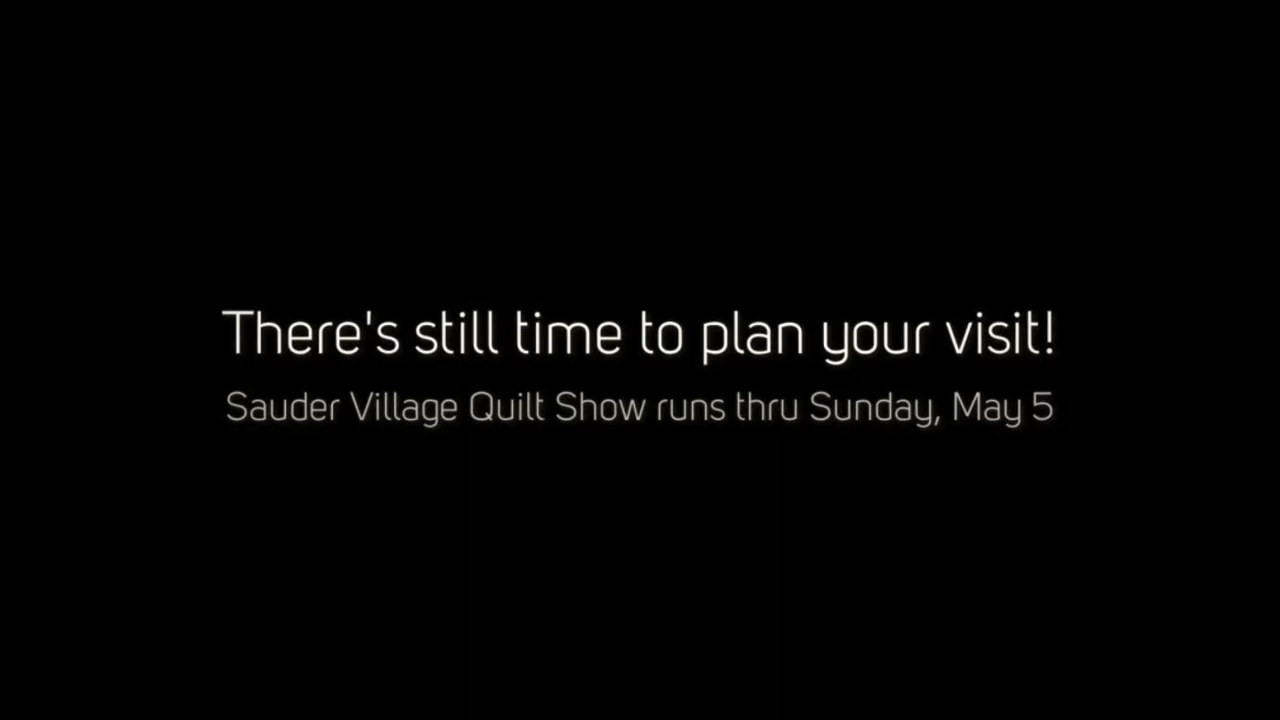 There's still time to plan your visit!
Sauder Village Quilt Show runs thru Sunday, May 5